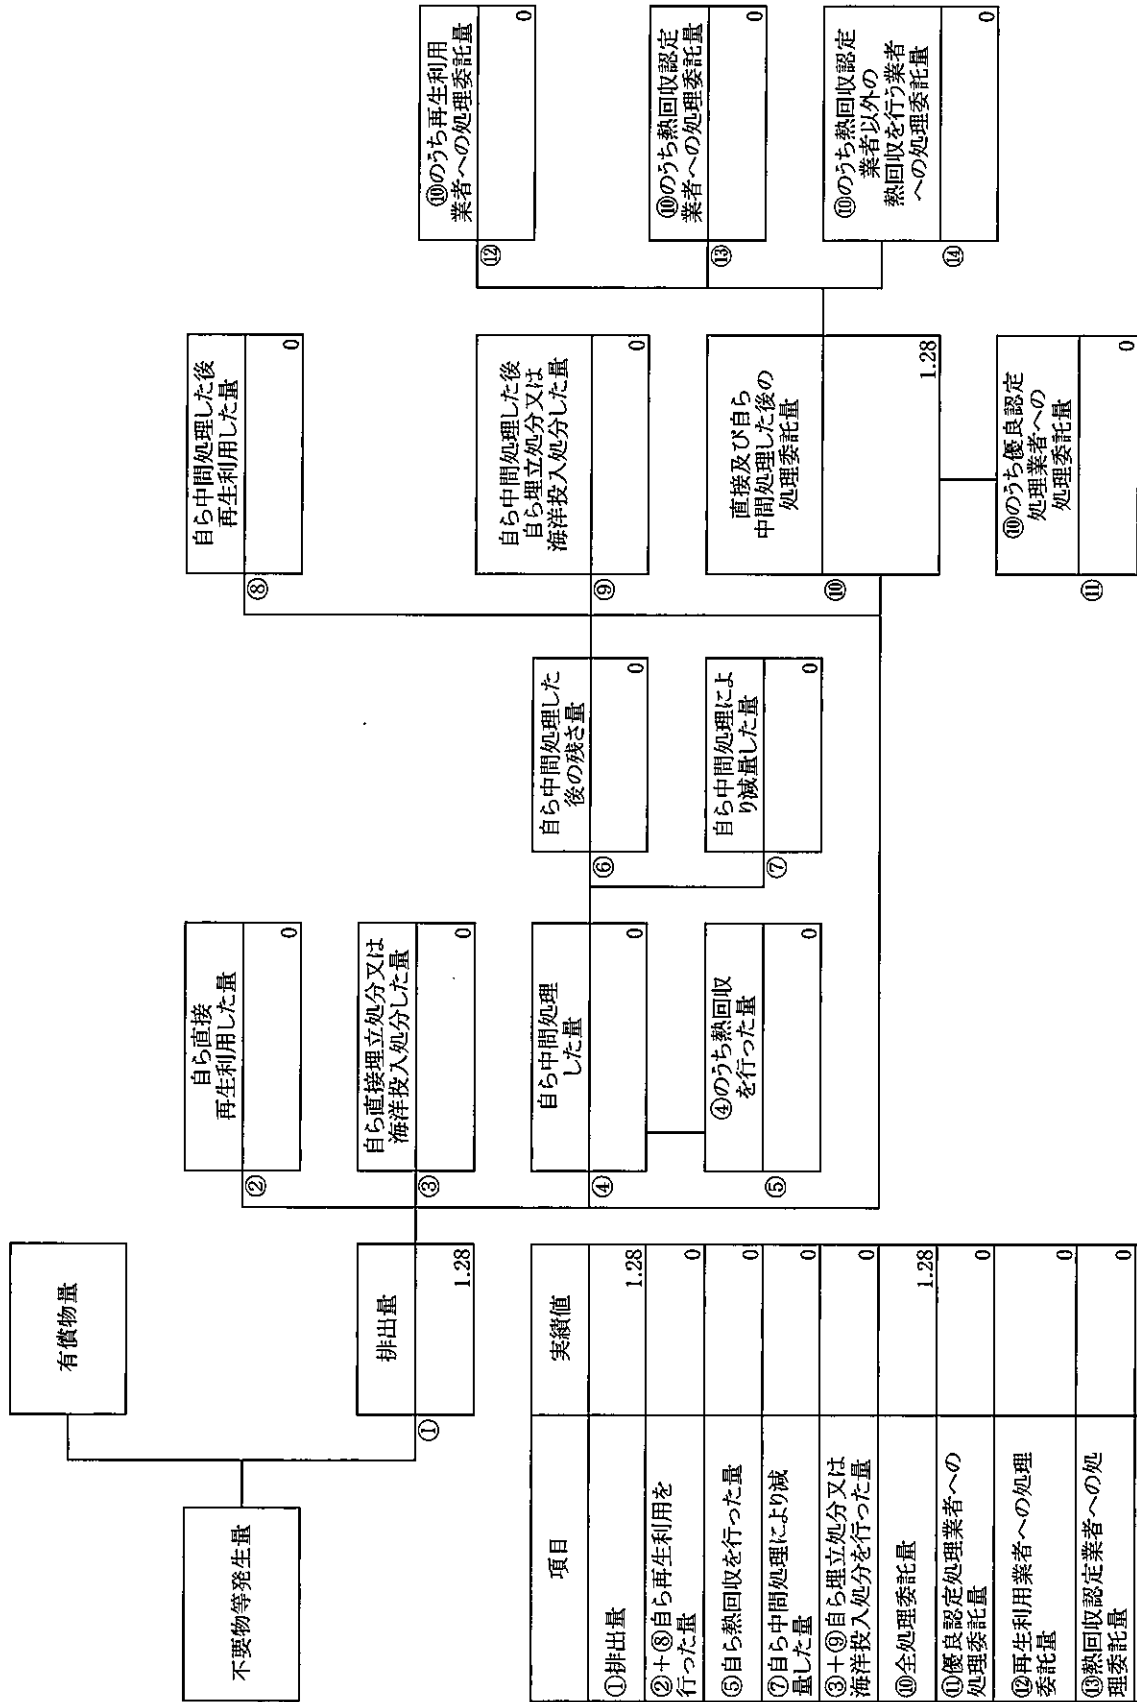 不要物等発生量
有償物量
①
排出量
1.28
②
自ら直接
再生利用した量
0
③
自ら直接埋立処分又は
海洋投入処分した量
0
④
自ら中間処理
した量
0
⑤
④のうち熱回収
を行った量
0
⑥
自ら中間処理した
後の残さ量
0
⑦
自ら中間処理によ
り減量した量
0
⑧
自ら中間処理した後
再生利用した量
0
⑨
自ら中間処理した後
自ら埋立処分又は
海洋投入処分した量
0
⑩
直接及び自ら
中間処理した後の
処理委託量
1.28
⑪
⑩のうち優良認定
処理業者への
処理委託量
0
⑫
⑩のうち再生利用
業者への処理委託量
0
⑬
⑩のうち熱回収認定
業者への処理委託量
0
⑭
⑩のうち熱回収認定
業者以外の
熱回収を行う業者
への処理委託量
0
項目 実績値
①排出量 1.28
②+⑧自ら再生利用を
行った量 0
⑤自ら熱回収を行った量 0
⑦自ら中間処理により減
量した量 0
③+⑨自ら埋立処分又は
海洋投入処分を行った量 0
⑩全処理委託量 1.28
⑪優良認定処理業者への
処理委託量 0
⑫再生利用業者への処理
委託量 0
⑬熱回収認定業者への処
理委託量 0